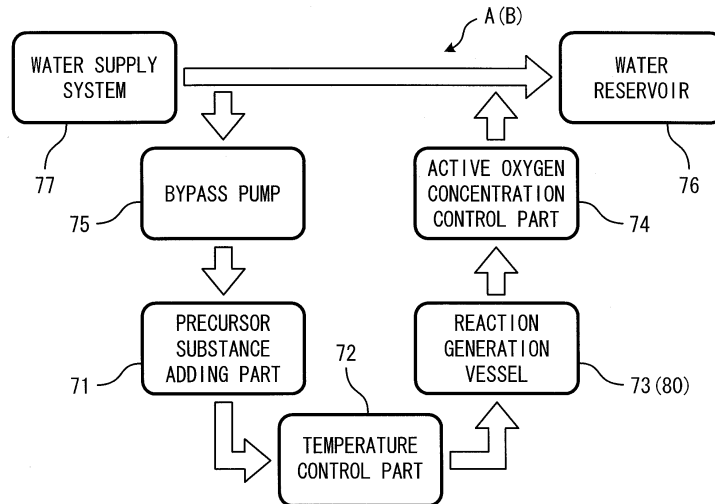 A(B)
WATER SUPPLY
SYSTEM
WATER
RESERVOIR
77
76
BYPASS PUMP
75
ACTIVE OXYGEN
CONCENTRATION
CONTROL PART
74
PRECURSOR
SUBSTANCE
ADDING PART
71
72
REACTION
GENERATION
VESSEL
73(80)
TEMPERATURE
CONTROL PART